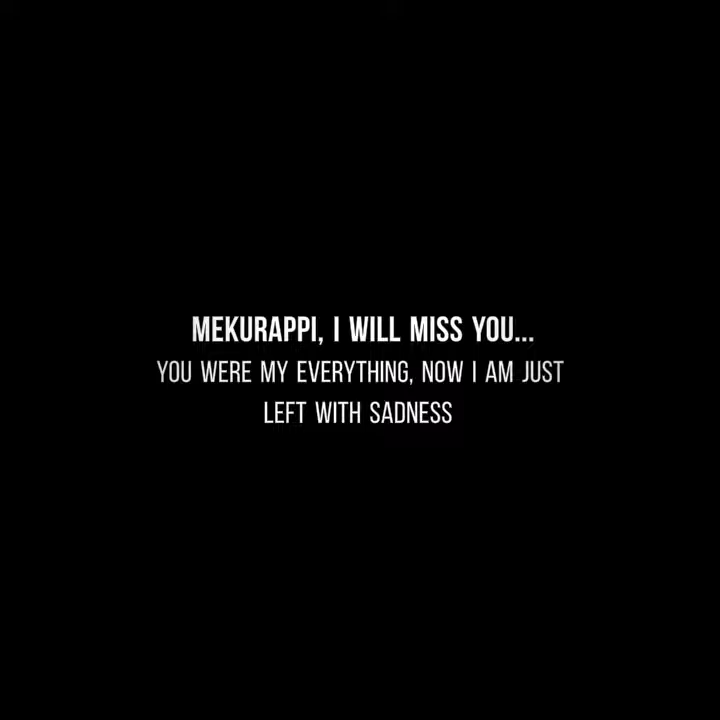 MEKURAPPI, I WILL MISS YOU...
YOU WERE MY EVERYTHING, NOW I AM JUST
LEFT WITH SADNESS